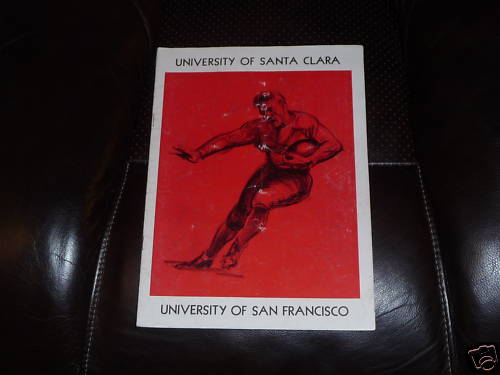 UNIVERSITY OF SANTA CLARA
UNIVERSITY OF SAN FRANCISCO